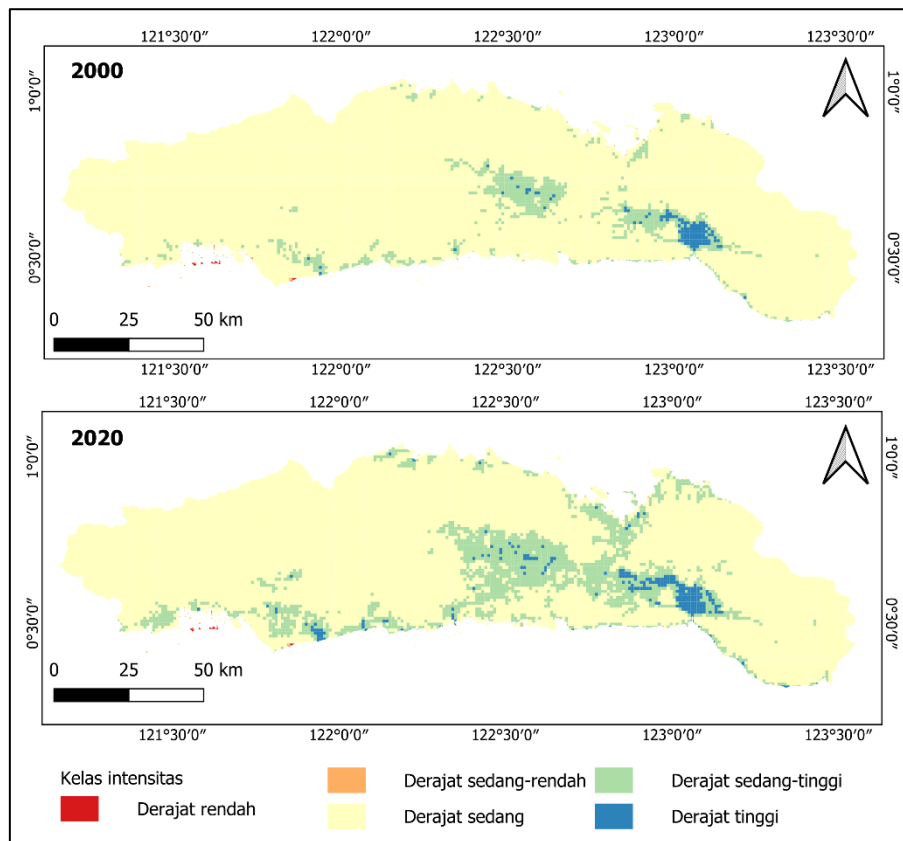 121°30′0″ 122°0′0″ 122°30′0″ 123°0′0″ 123°30′0″
2000
1°0′0″ 1°0′0″
0°30′0″ 0°30′0″
0 25 50 km
121°30′0″ 122°0′0″ 122°30′0″ 123°0′0″ 123°30′0″
121°30′0″ 122°0′0″ 122°30′0″ 123°0′0″ 123°30′0″
2020
1°0′0″ 1°0′0″
0°30′0″ 0°30′0″
0 25 50 km
121°30′0″ 122°0′0″ 122°30′0″ 123°0′0″ 123°30′0″
Kelas intensitas
Derajat rendah
Derajat sedang-rendah
Derajat sedang
Derajat sedang-tinggi
Derajat tinggi